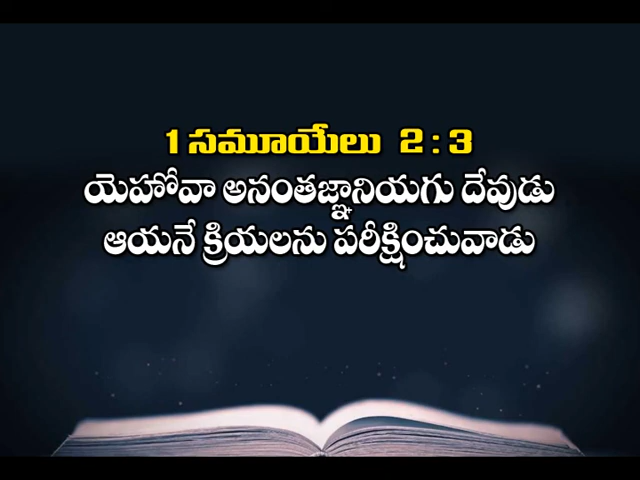 1 సమూయేలు 2 : 3
యెహోవా అనంతజ్ఞానియగు దేవుడు
ఆయనే క్రియలను పరీక్షించువాడు